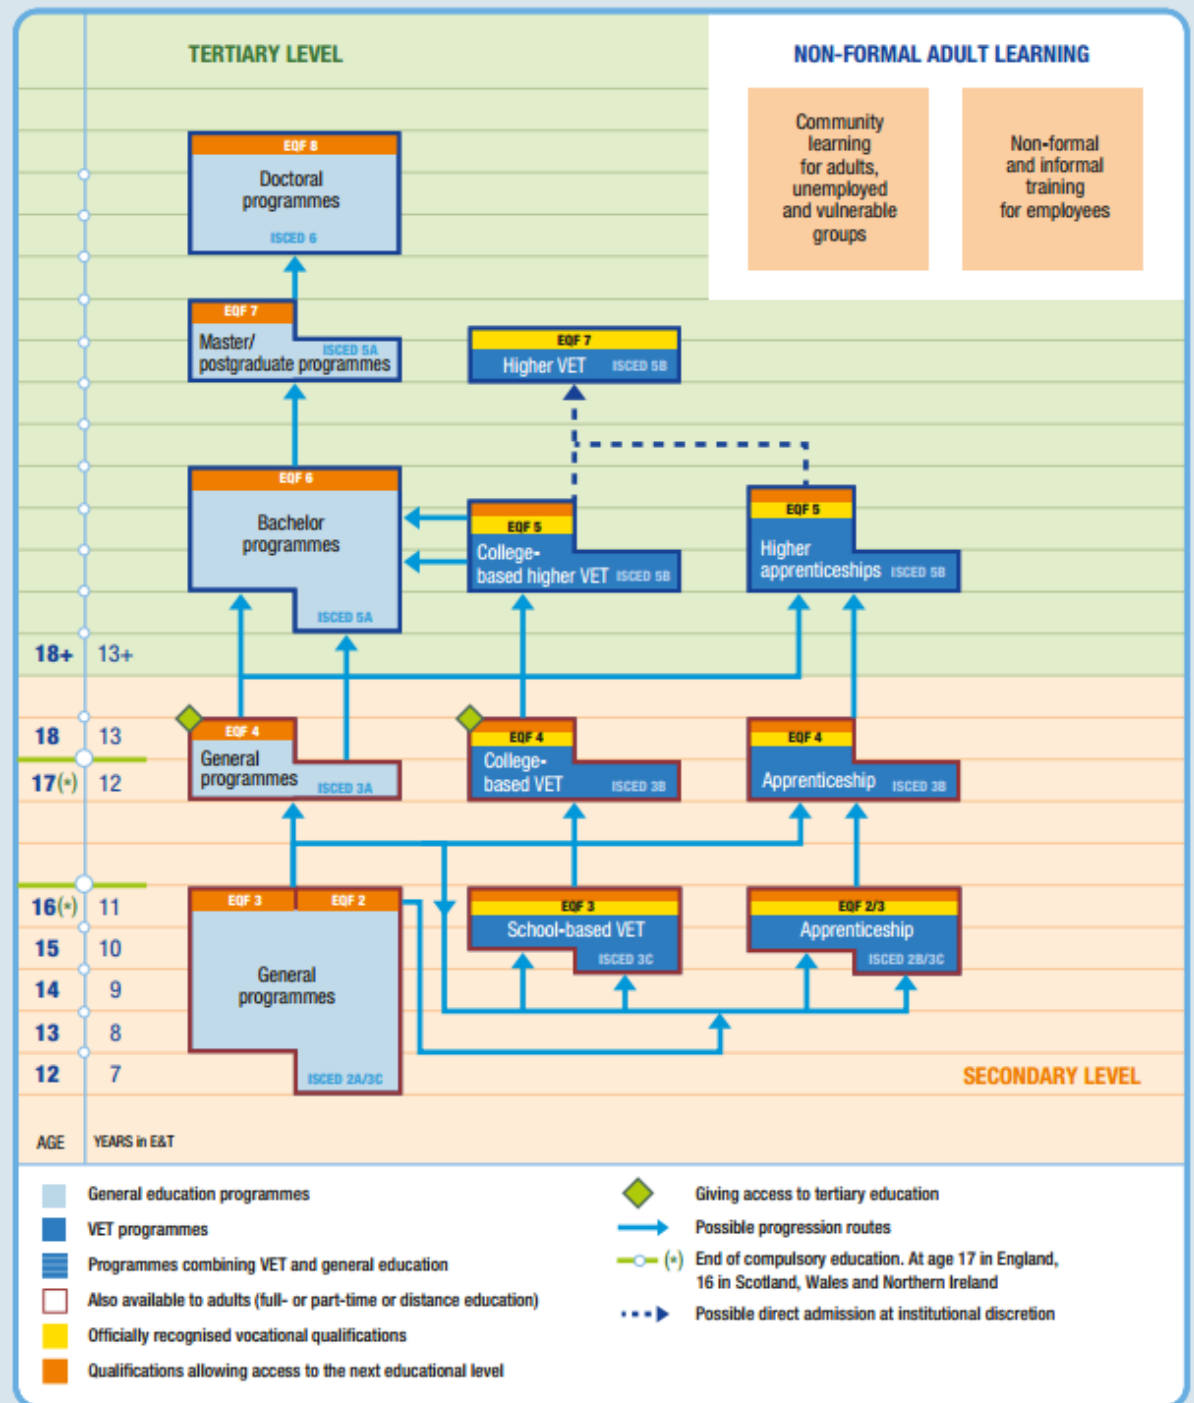 TERTIARY LEVEL
NON-FORMAL ADULT LEARNING
Community
learning
for adults,
unemployed
and vulnerable
groups
Non-formal
and informal
training
for employees
EQF 8
Doctoral
programmes
ISCED 6
EQF 7
Master/
ISCED 5A
postgraduate programmes
EQF 7
Higher VET ISCED 5B
EQF 6
Bachelor
programmes
ISCED 5A
EQF 5
College-
based higher VET ISCED 5B
EQF 5
Higher
apprenticeships ISCED 5B
18+ 13+
18 13
17(*) 12
EQF 4
General
programmes ISCED 3A
EQF 4
College-
based VET ISCED 3B
EQF 4
Apprenticeship ISCED 3B
16(*) 11
15 10
14 9
13 8
12 7
EQF 3 EQF 2
General
programmes
ISCED 2A/3C
EQF 3
School-based VET
ISCED 3C
EQF 2/3
Apprenticeship
ISCED 2B/3C
SECONDARY LEVEL
AGE YEARS in E&T
General education programmes
VET programmes
Programmes combining VET and general education
Also available to adults (full- or part-time or distance education)
Officially recognised vocational qualifications
Qualifications allowing access to the next educational level
Giving access to tertiary education
Possible progression routes
(*) End of compulsory education. At age 17 in England,
16 in Scotland, Wales and Northern Ireland
Possible direct admission at institutional discretion